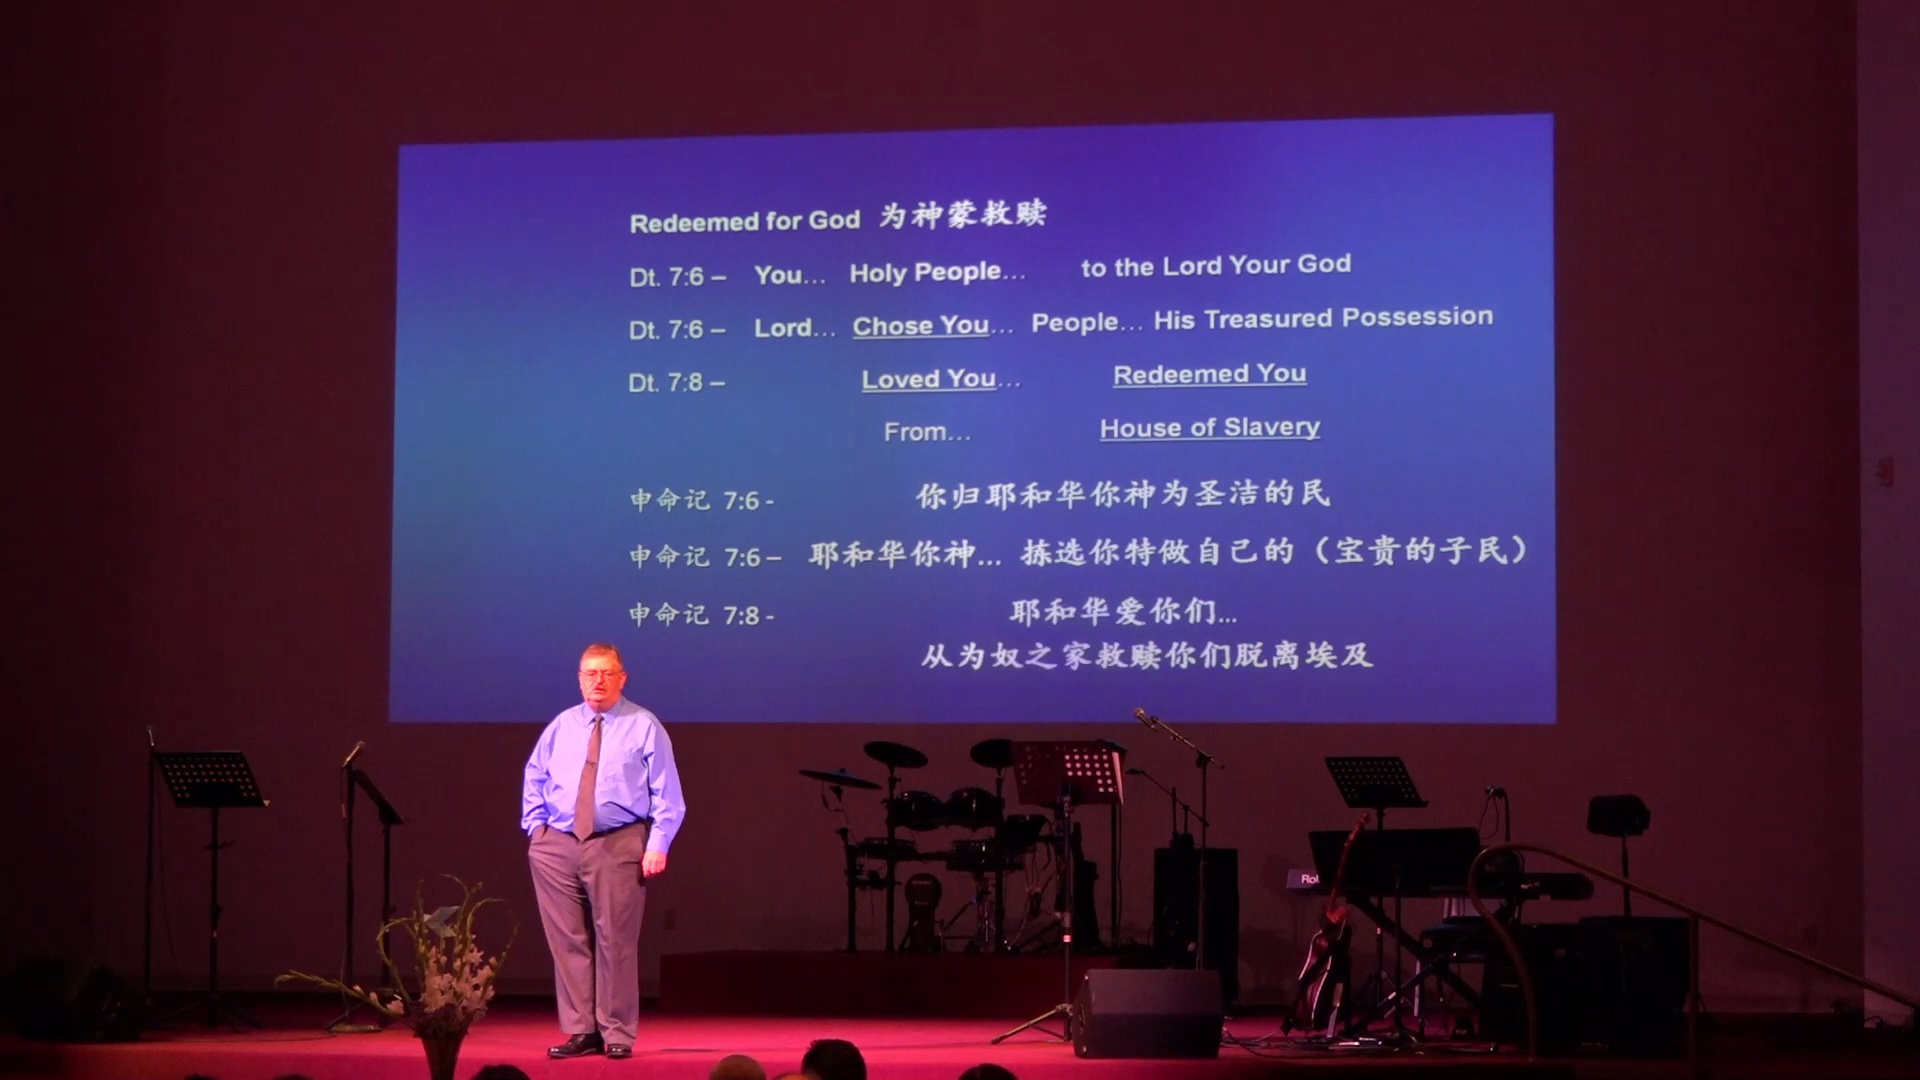 Redeemed for God 为神蒙救赎
Dt. 7:6 – You… Holy People… to the Lord Your God
Dt. 7:6 – Lord… Chose You… People… His Treasured Possession
Dt. 7:8 – Loved You… Redeemed You
From… House of Slavery
申命记 7:6 - 你归耶和华你神为圣洁的民
申命记 7:6 – 耶和华你神... 拣选你特做自己的（宝贵的子民）
申命记 7:8 - 耶和华爱你们...
从为奴之家救赎你们脱离埃及